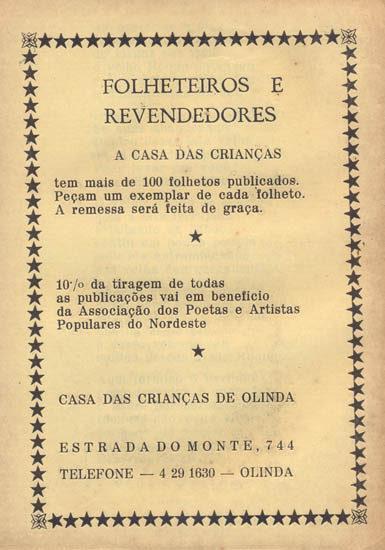 FOLHETEIROS E
REVENDEDORES
A CASA DAS CRIANÇAS
tem mais de 100 folhetos publicados.
Peçam um exemplar de cada folheto.
A remessa será feita de graça.
10% da tiragem de todas
as publicações vai em beneficio
da Associação dos Poetas e Artistas
Populares do Nordeste
CASA DAS CRIANÇAS DE OLINDA
ESTRADA DO MONTE, 744
TELEFONE — 4 29 1630 — OLINDA